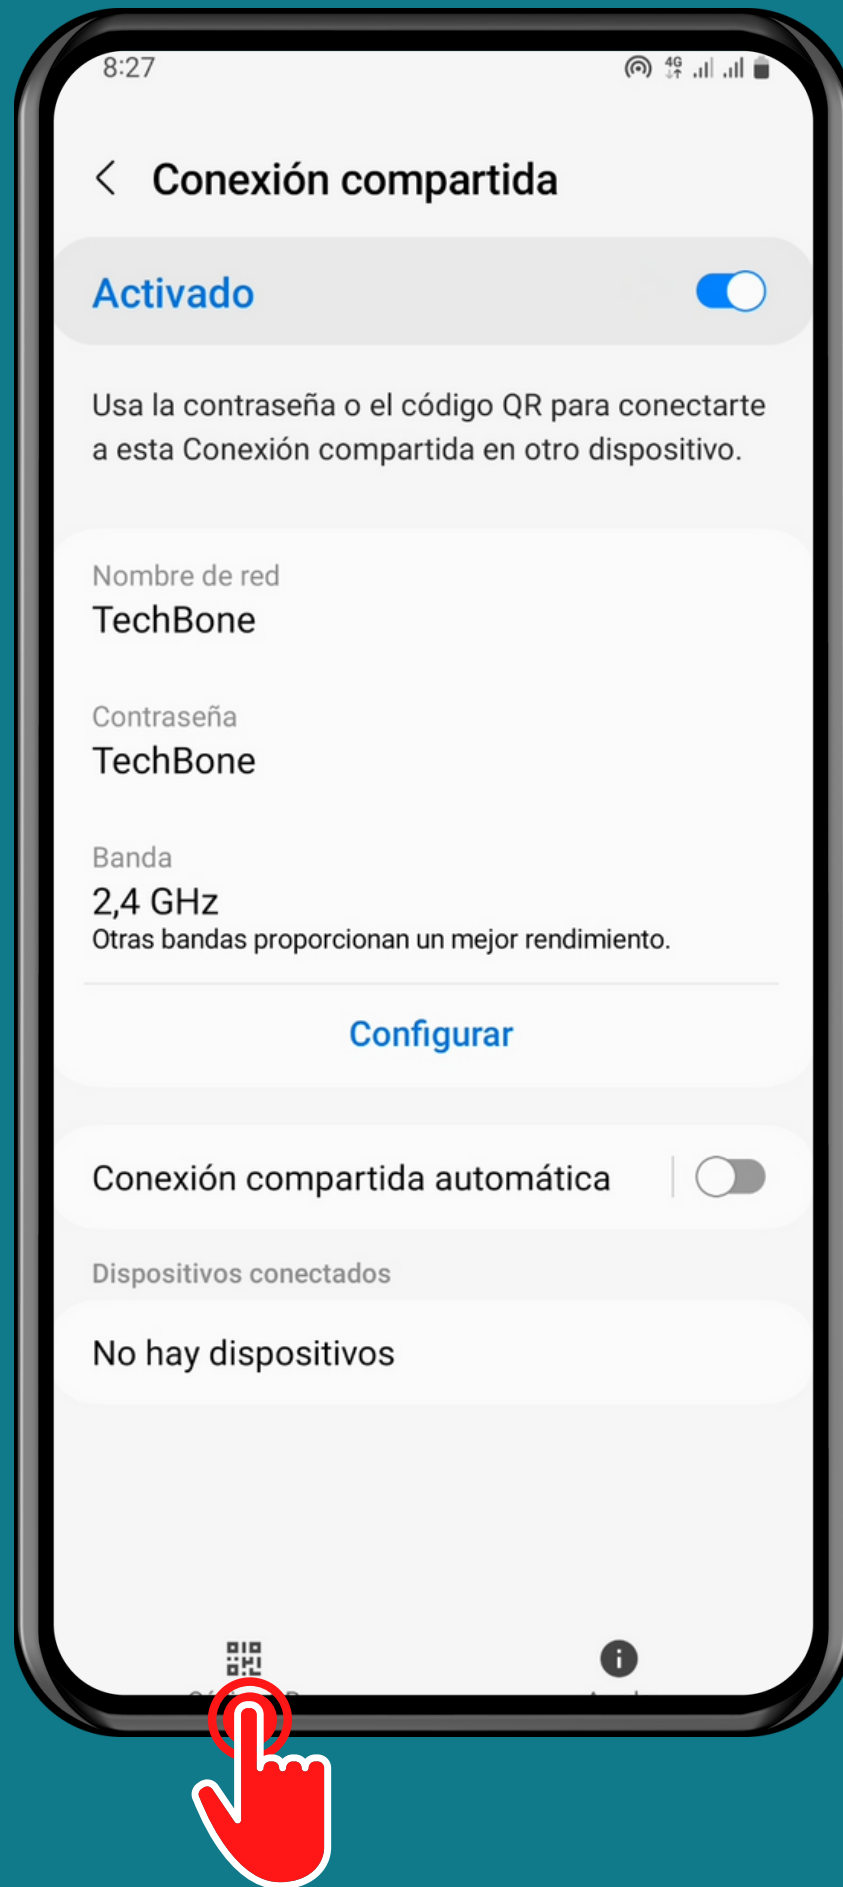 8:27
4G
Conexión compartida
Activado
Usa la contraseña o el código QR para conectarte
a esta Conexión compartida en otro dispositivo.
Nombre de red
TechBone
Contraseña
TechBone
Banda
2,4 GHz
Otras bandas proporcionan un mejor rendimiento.
Configurar
Conexión compartida automática
Dispositivos conectados
No hay dispositivos